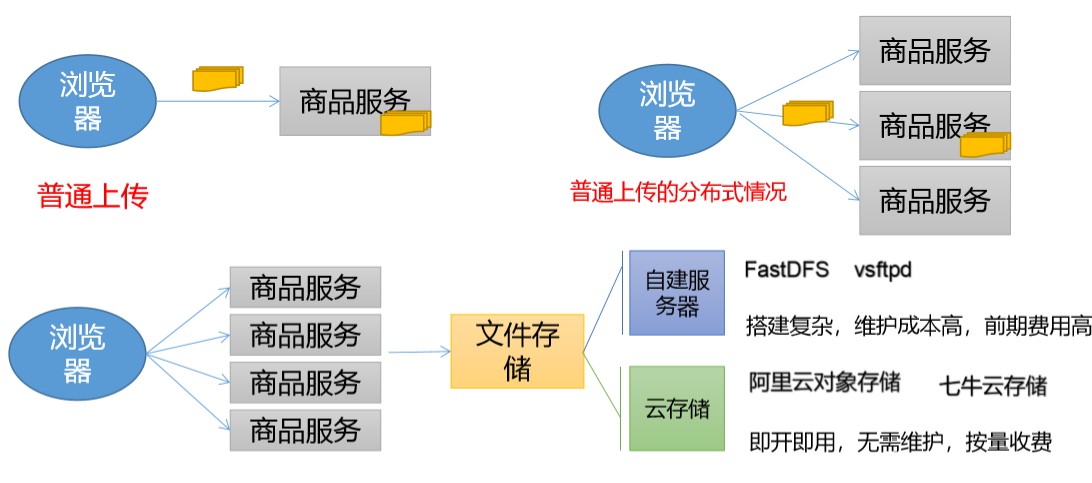 浏览
器
商品服务
普通上传
浏览
器
商品服务
商品服务
商品服务
普通上传的分布式情况
浏览
器
商品服务
商品服务
商品服务
商品服务
文件存
储
自建服
务器
FastDFS vsftpd
搭建复杂，维护成本高，前期费用高
云存储
阿里云对象存储 七牛云存储
即开即用，无需维护，按量收费